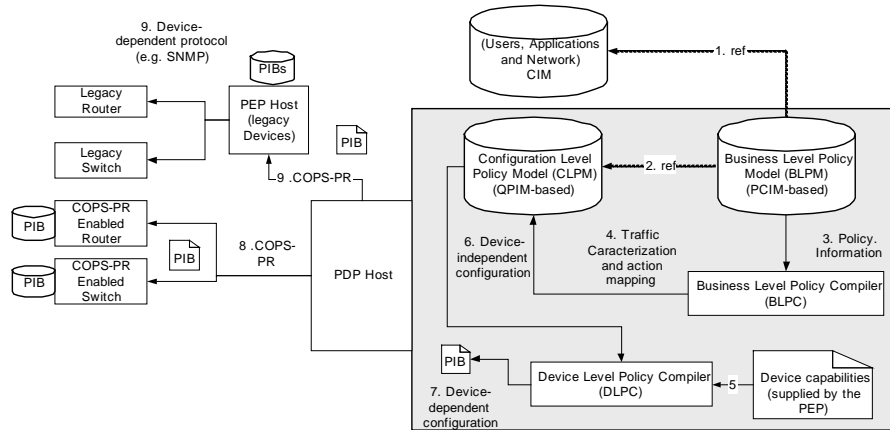 9. Device-
dependent protocol
(e.g. SNMP)
PIBs
(Users, Applications
and Network)
CIM
1. ref
Legacy
Router
PEP Host
(legacy
Devices)
PIB
Legacy
Switch
9 .COPS-PR
Configuration Level
Policy Model (CLPM)
(QPIM-based)
2. ref
Business Level Policy
Model (BLPM)
(PCIM-based)
PIB
COPS-PR
Enabled
Router
PIB
8 .COPS-
PR
PDP Host
6. Device-
independent
configuration
4. Traffic
Caracterization
and action
mapping
3. Policy.
Information
PIB
COPS-PR
Enabled
Switch
Business Level Policy Compiler
(BLPC)
PIB
7. Device-
dependent
configuration
Device Level Policy Compiler
(DLPC)
5
Device capabilities
(supplied by the
PEP)